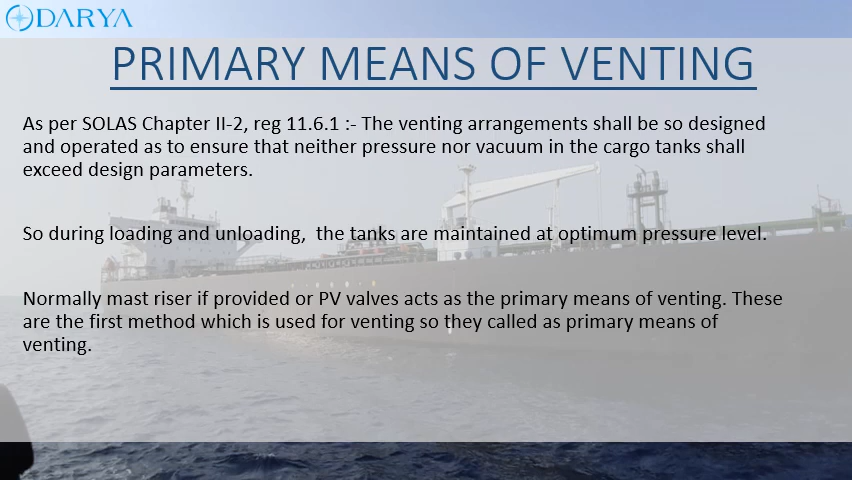 DARYA
PRIMARY MEANS OF VENTING
As per SOLAS Chapter II-2, reg 11.6.1 :- The venting arrangements shall be so designed
and operated as to ensure that neither pressure nor vacuum in the cargo tanks shall
exceed design parameters.
So during loading and unloading,  the tanks are maintained at optimum pressure level.
Normally mast riser if provided or PV valves acts as the primary means of venting. These
are the first method which is used for venting so they called as primary means of
venting.